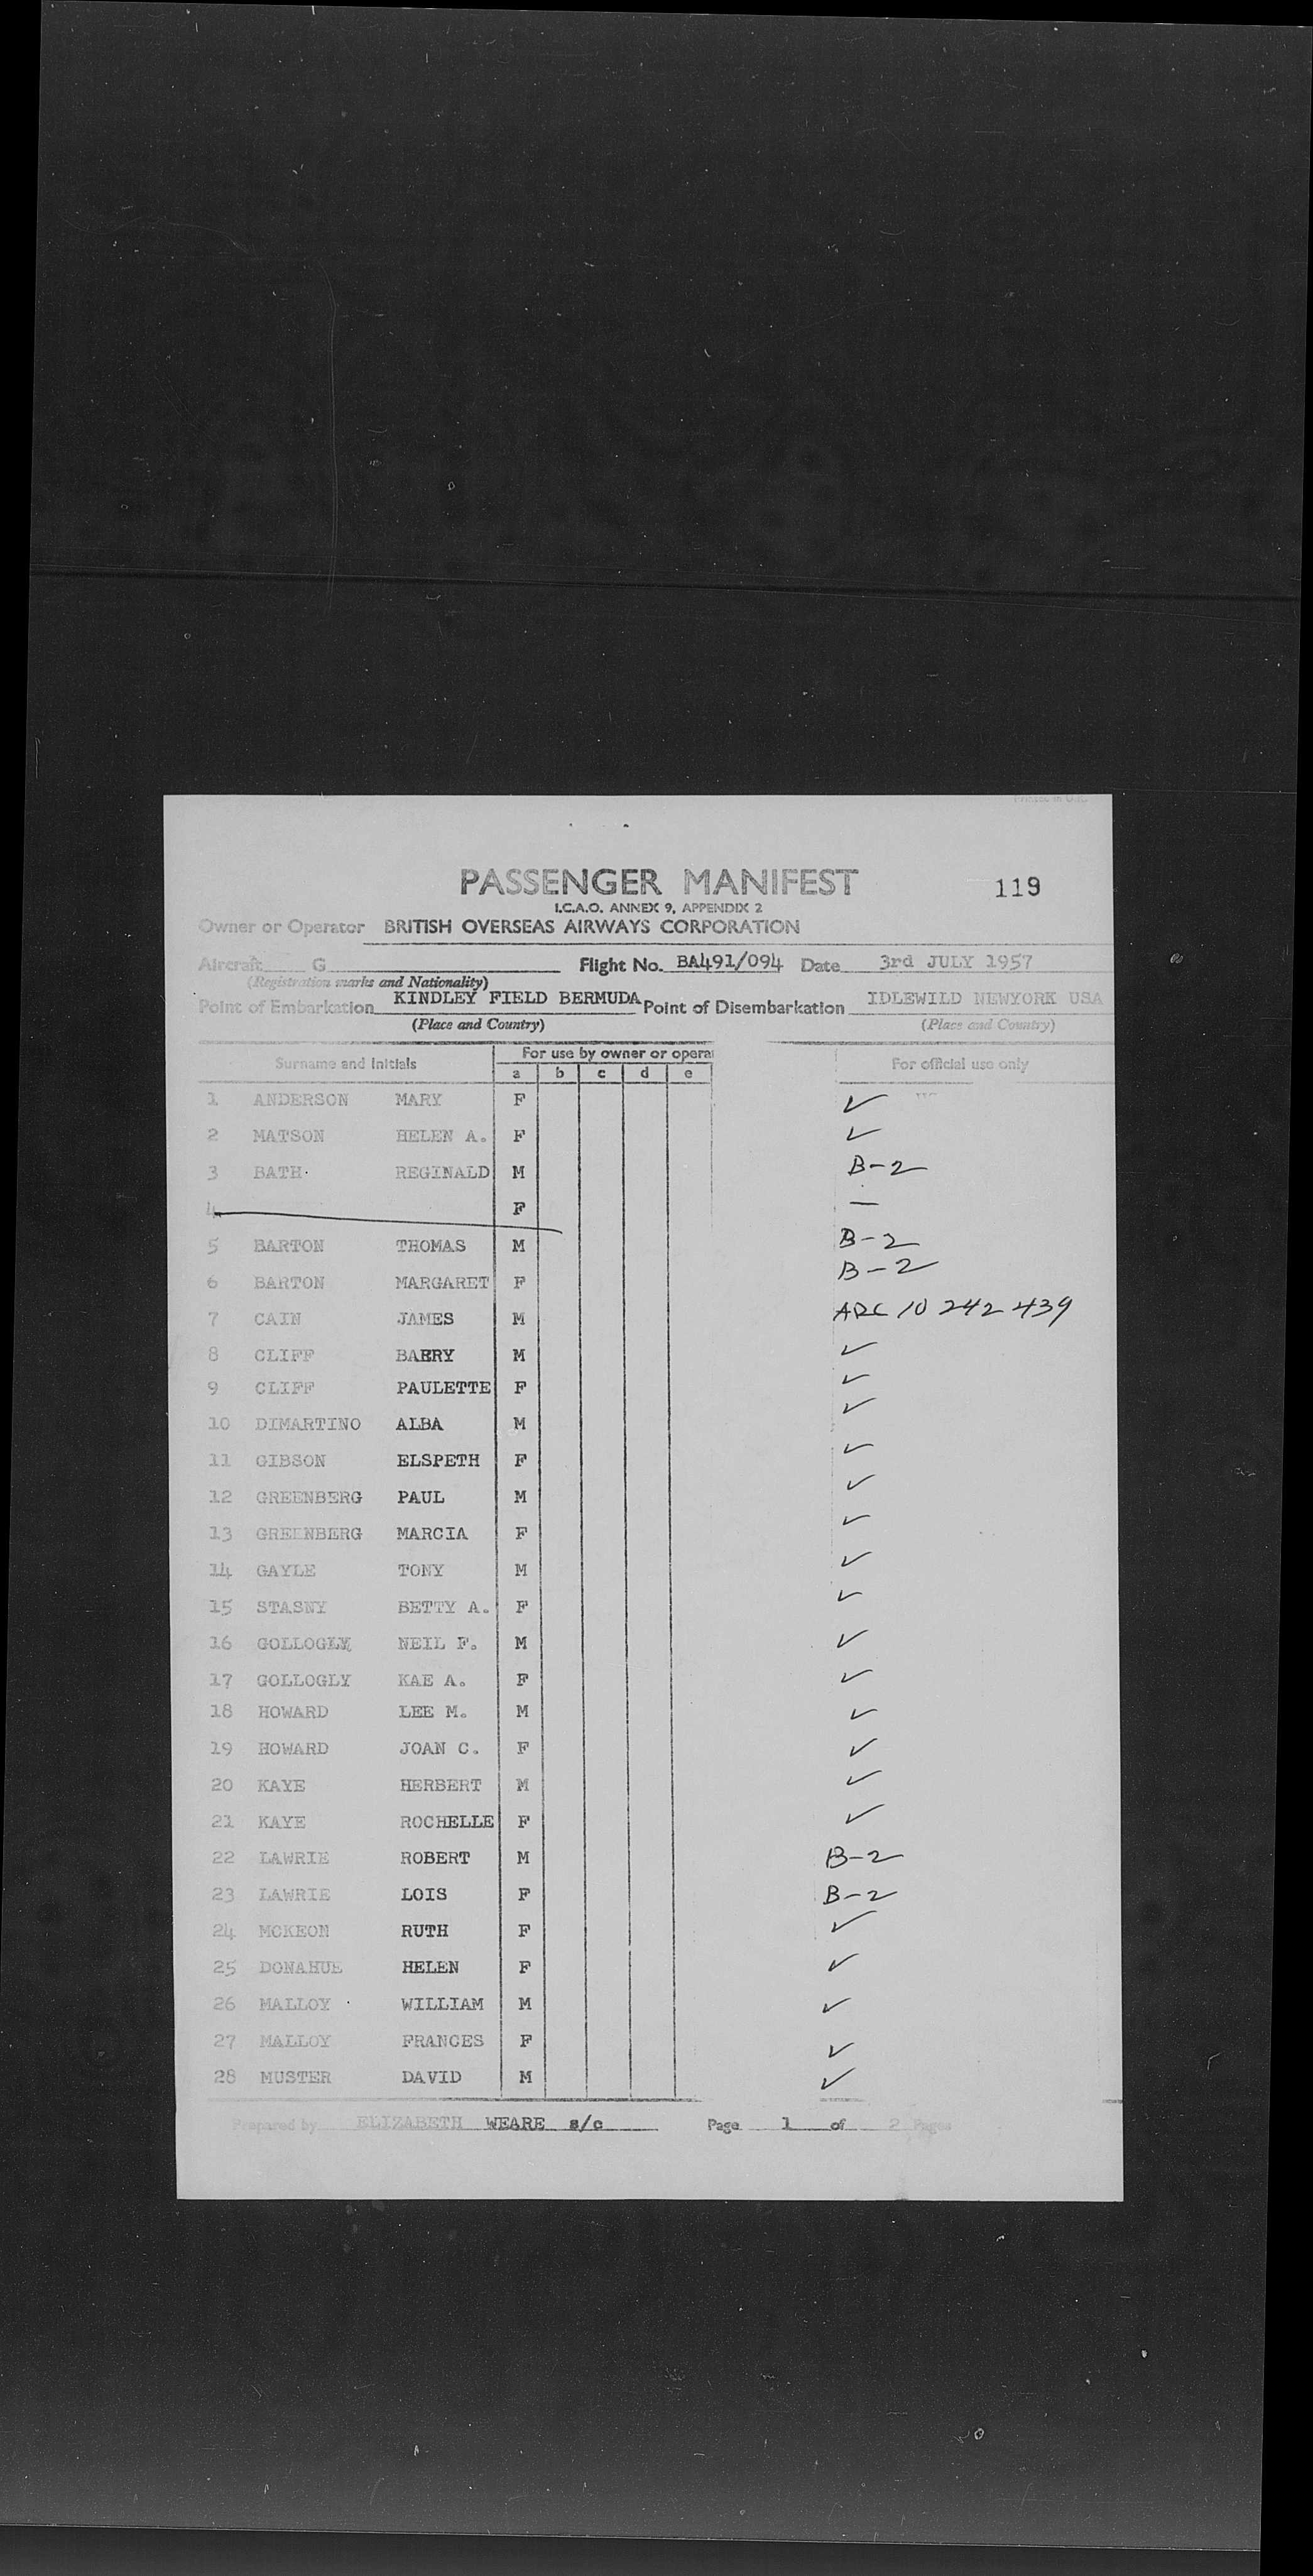 Printed in U.K.
PASSENGER MANIFEST 119
I.C.A.O. ANNEX 9, APPENDIX 2
Owner or Operator BRITISH OVERSEAS AIRWAYS CORPORATION
Aircraft G Flight No. BA491/094 Date 3rd JULY 1957
(Registration marks and Nationality)
Point of Embarkation KINDLEY FIELD BERMUDA Point of Disembarkation IDLEWILD NEWYORK USA
(Place and Country) (Place and Country)
Surname and Initials For use by owner or opera For official use only
a b c d e
1 ANDERSON MARY F ✓
2 MATSON HELEN A. F ✓
3 BATH REGINALD M B-2
4 F —
5 BARTON THOMAS M B-2
6 BARTON MARGARET F B-2
7 CAIN JAMES M ARC 10 242 439
8 CLIFF BARRY M ✓
9 CLIFF PAULETTE F ✓
10 DIMARTINO ALBA M ✓
11 GIBSON ELSPETH F ✓
12 GREENBERG PAUL M ✓
13 GREENBERG MARCIA F ✓
14 GAYLE TONY M ✓
15 STASNY BETTY A. F ✓
16 GOLLOGLY NEIL F. M ✓
17 GOLLOGLY KAE A. F ✓
18 HOWARD LEE M. M ✓
19 HOWARD JOAN C. F ✓
20 KAYE HERBERT M ✓
21 KAYE ROCHELLE F ✓
22 LAWRIE ROBERT M B-2
23 LAWRIE LOIS F B-2
24 MCKEON RUTH F ✓
25 DONAHUE HELEN F ✓
26 MALLOY WILLIAM M ✓
27 MALLOY FRANCES F ✓
28 MUSTER DAVID M ✓
Prepared by ELIZABETH WEARE s/c Page 1 of 2 Pages